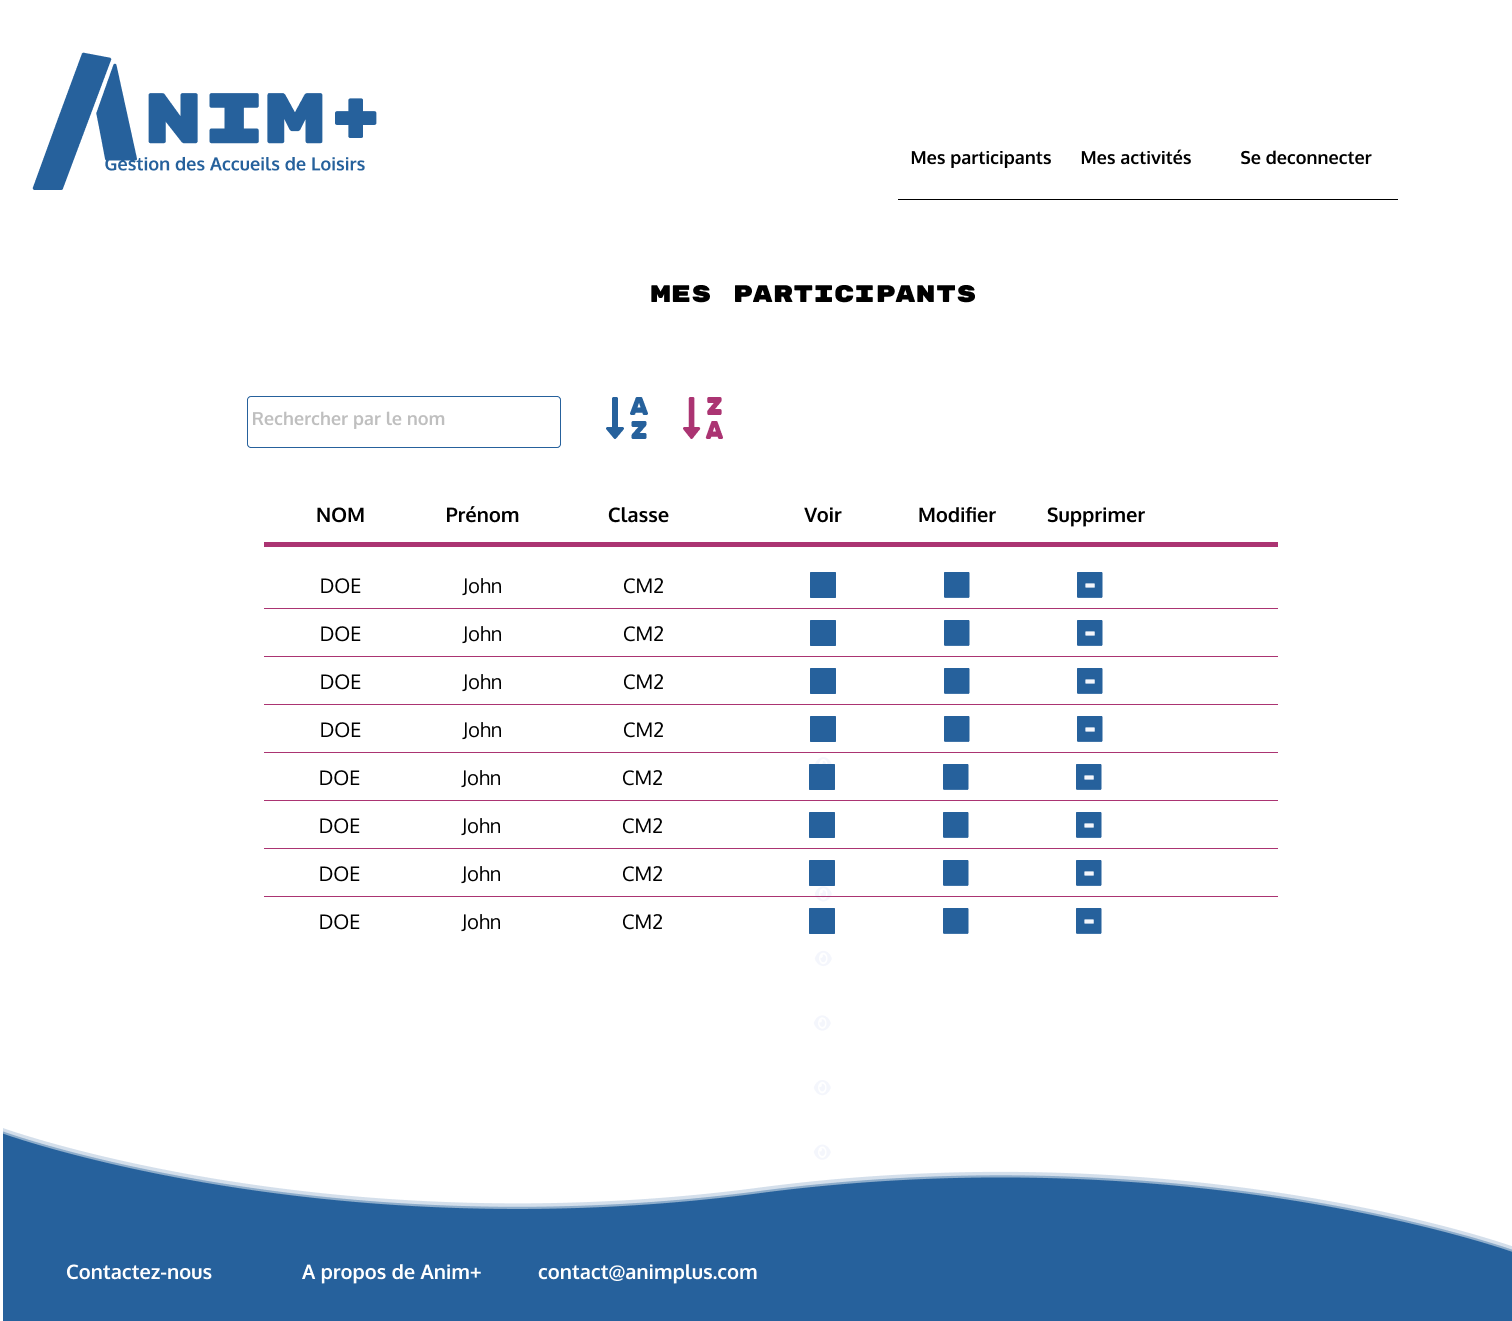 ANIM+
Gestion des Accueils de Loisirs
Mes participants Mes activités Se deconnecter
MES PARTICIPANTS
Rechercher par le nom
A Z
Z A
NOM Prénom Classe Voir Modifier Supprimer
DOE John CM2
DOE John CM2
DOE John CM2
DOE John CM2
DOE John CM2
DOE John CM2
DOE John CM2
DOE John CM2
Contactez-nous A propos de Anim+ contact@animplus.com